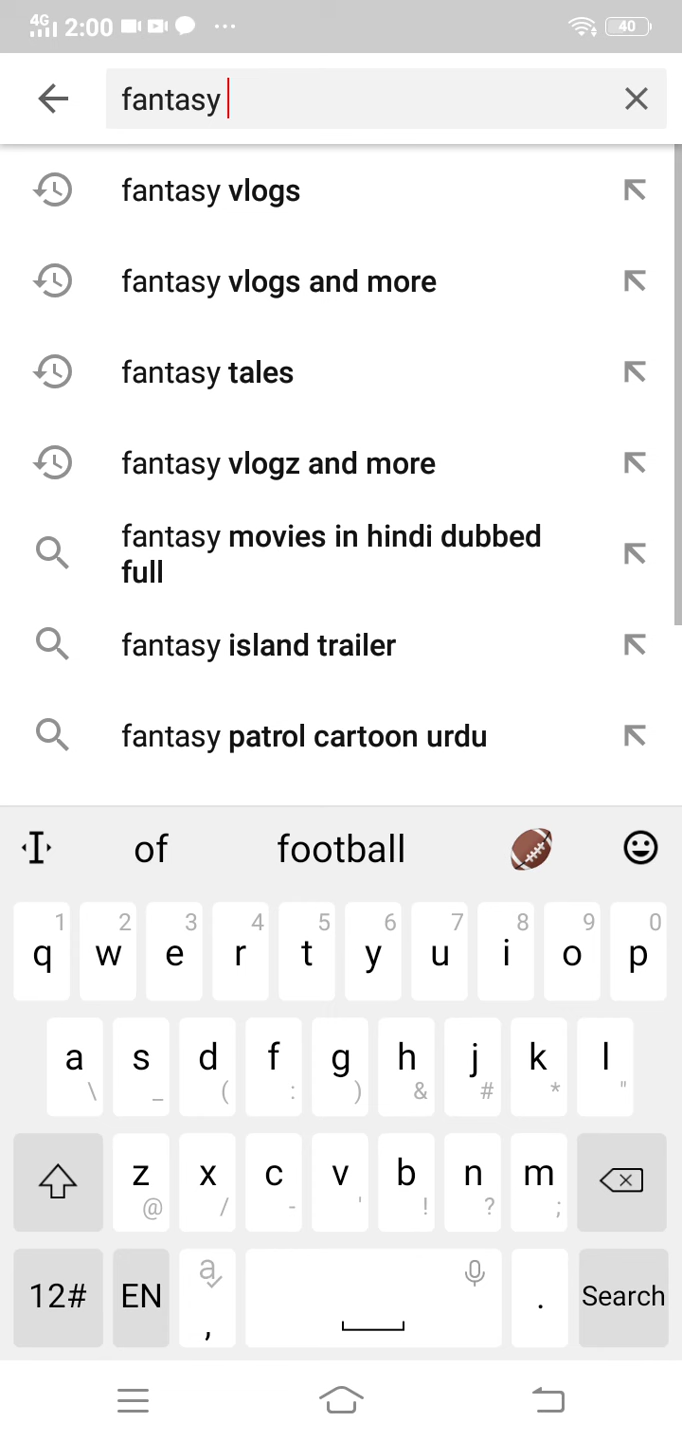 4G 2:00 40
fantasy
fantasy vlogs
fantasy vlogs and more
fantasy tales
fantasy vlogz and more
fantasy movies in hindi dubbed
full
fantasy island trailer
fantasy patrol cartoon urdu
of football
1 2 3 4 5 6 7 8 9 0
q w e r t y u i o p
a s d f g h j k l
\ _ ( : ) & # * "
z x c v b n m
@ / - ' ! ? ;
a
12# EN , . Search